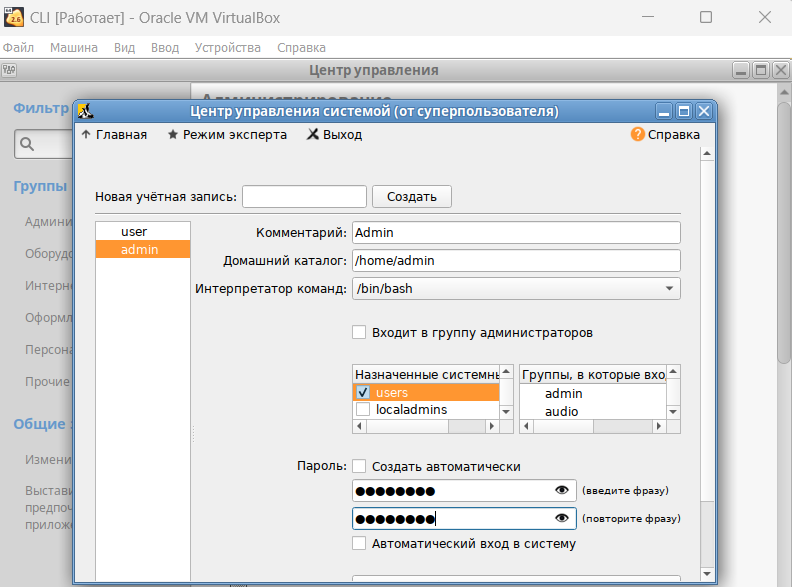 CLI [Работает] - Oracle VM VirtualBox
Файл Машина Вид Ввод Устройства Справка
Центр управления
Фильтр
Администрирование
Центр управления системой (от суперпользователя)
Главная Режим эксперта Выход Справка
Группы
Админи
Оборудо
Интерне
Оформл
Персона
Прочие
Общие
Измени
Выстави
предпоч
приложе
Новая учётная запись: Создать
user
admin
Комментарий: Admin
Домашний каталог: /home/admin
Интерпретатор команд: /bin/bash
Входит в группу администраторов
Назначенные системны Группы, в которые вхо
users
localadmins
admin
audio
Пароль: Создать автоматически
(введите фразу)
(повторите фразу)
Автоматический вход в систему